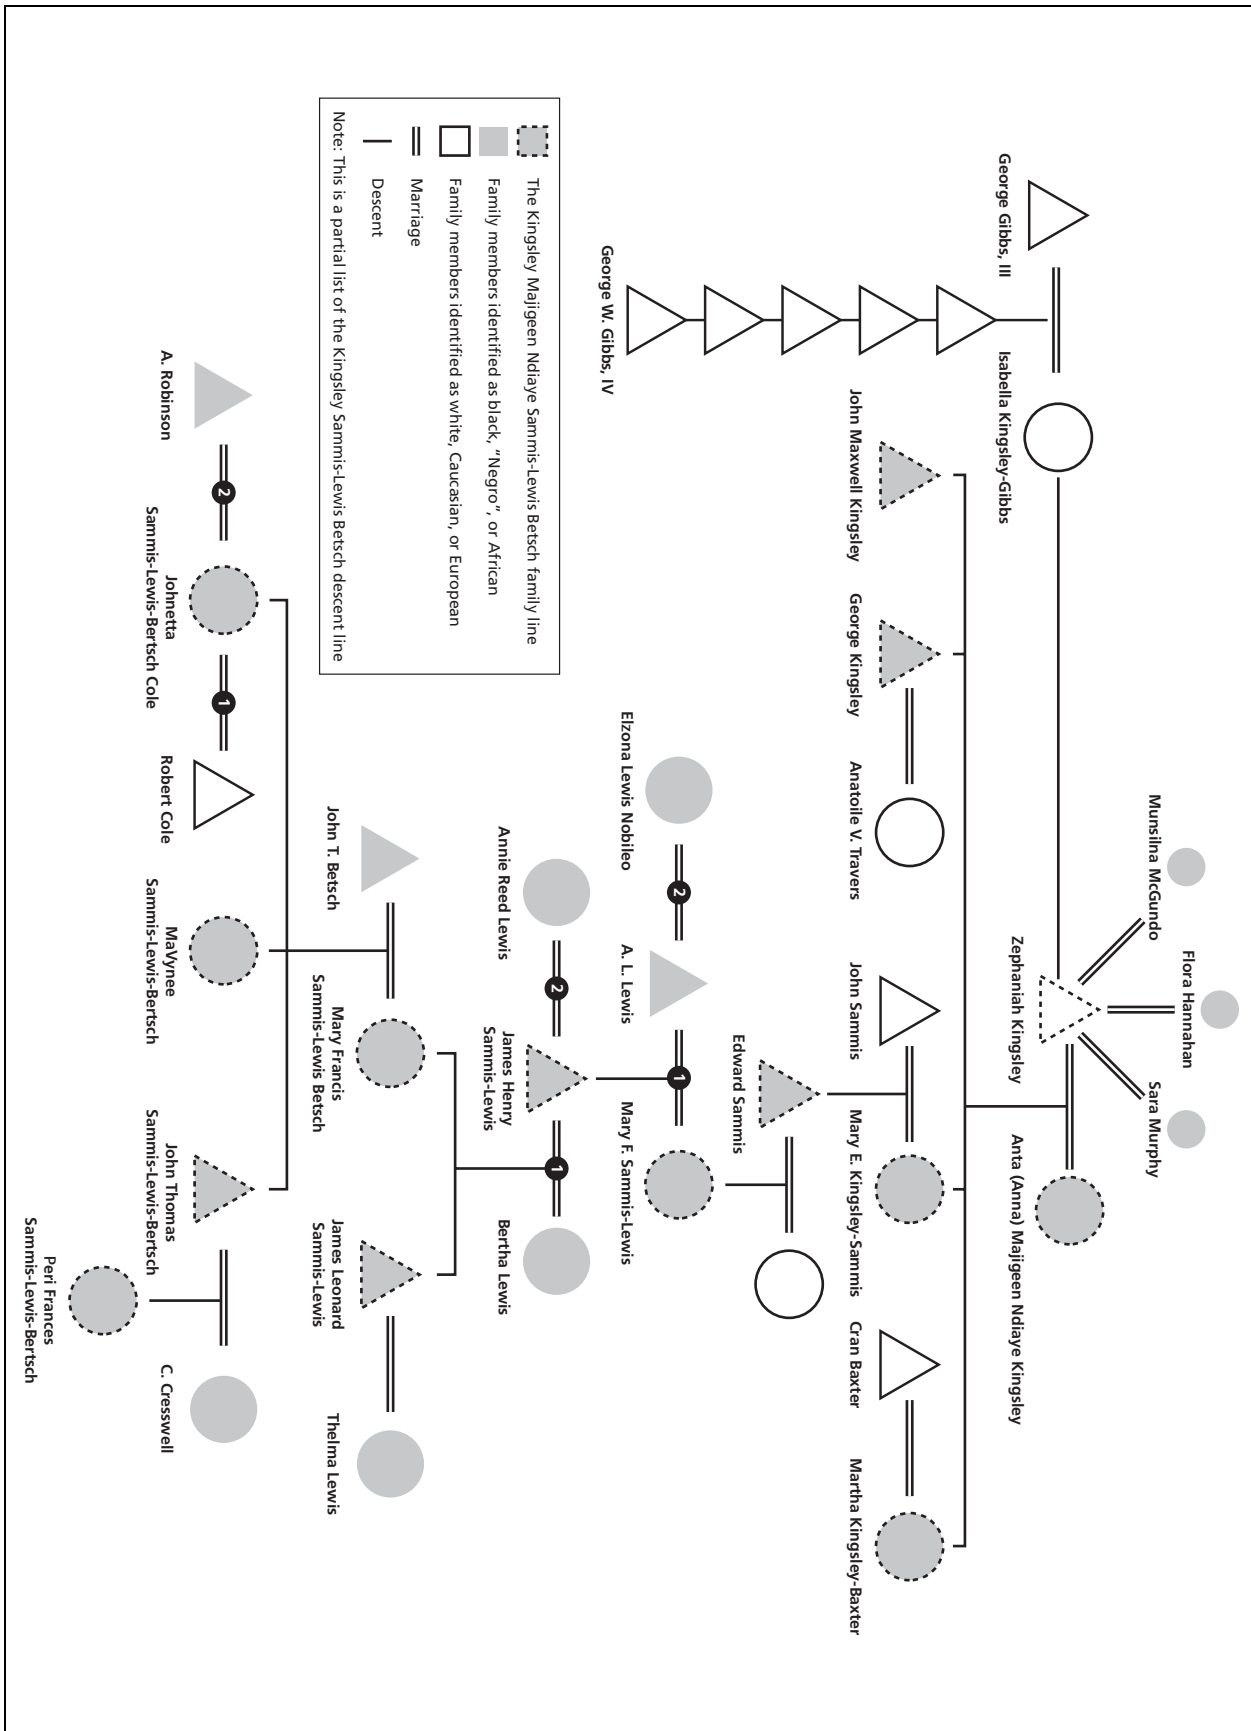 Munsilna McGundo
Flora Hannahan
Sara Murphy
George Gibbs, III
Isabella Kingsley-Gibbs
Zephaniah Kingsley
Anta (Anna) Majigeen Ndiaye Kingsley
John Maxwell Kingsley
George Kingsley
Anatoile V. Travers
John Sammis
Mary E. Kingsley-Sammis
Cran Baxter
Martha Kingsley-Baxter
George W. Gibbs, IV
Edward Sammis
Elzona Lewis Nobileo
2
A. L. Lewis
1
Mary F. Sammis-Lewis
Annie Reed Lewis
2
James Henry
Sammis-Lewis
1
Bertha Lewis
The Kingsley Majigeen Ndiaye Sammis-Lewis Betsch family line
Family members identified as black, “Negro”, or African
Family members identified as white, Caucasian, or European
Marriage
Descent
Note: This is a partial list of the Kingsley Sammis-Lewis Betsch descent line
John T. Betsch
Mary Francis
Sammis-Lewis Betsch
James Leonard
Sammis-Lewis
Thelma Lewis
A. Robinson
2
Johnetta
Sammis-Lewis-Bertsch Cole
1
Robert Cole
MaVynee
Sammis-Lewis-Bertsch
John Thomas
Sammis-Lewis-Bertsch
C. Cresswell
Peri Frances
Sammis-Lewis-Bertsch